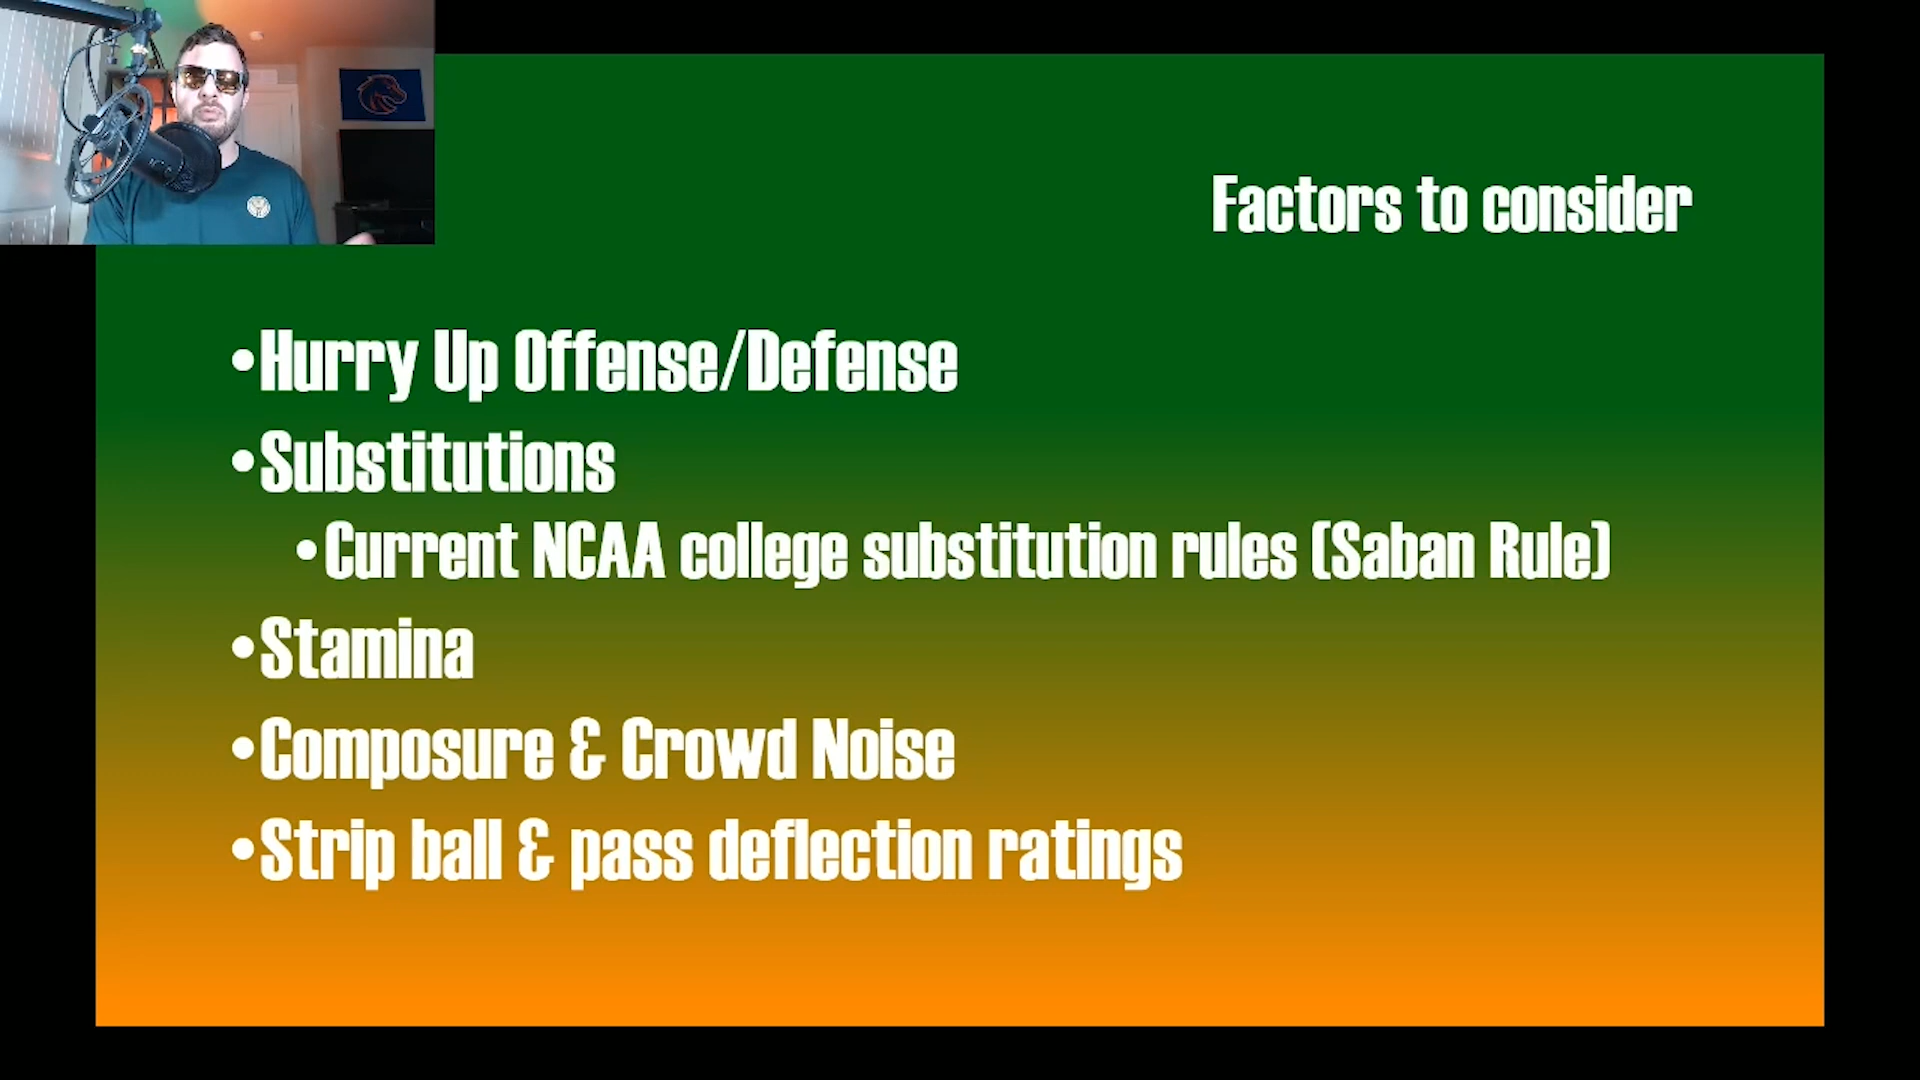 Factors to consider
•Hurry Up Offense/Defense
•Substitutions
•Current NCAA college substitution rules (Saban Rule)
•Stamina
•Composure & Crowd Noise
•Strip ball & pass deflection ratings